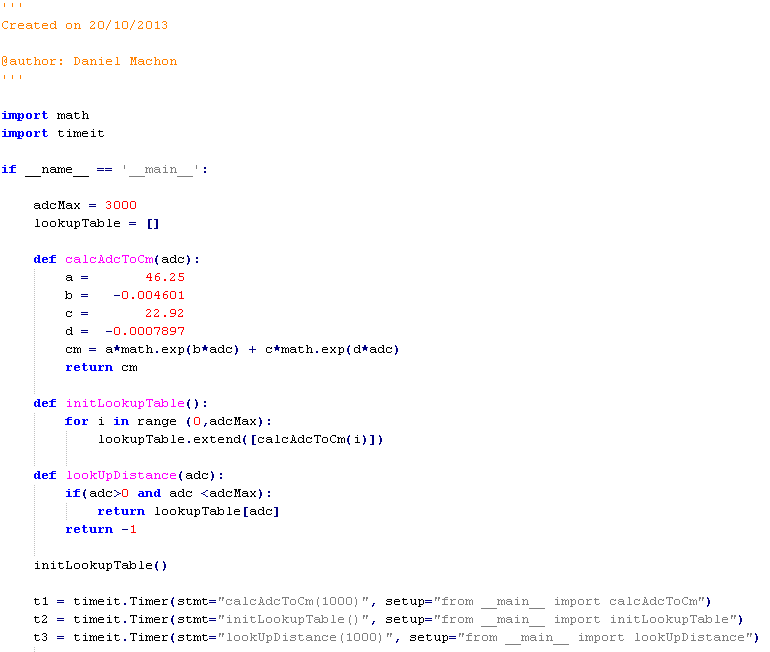 '''
Created on 20/10/2013

@author: Daniel Machon
'''

import math
import timeit

if __name__ == '__main__':

    adcMax = 3000
    lookupTable = []

    def calcAdcToCm(adc):
        a =       46.25
        b =   -0.004601
        c =       22.92
        d =  -0.0007897
        cm = a*math.exp(b*adc) + c*math.exp(d*adc)
        return cm

    def initLookupTable():
        for i in range (0,adcMax):
            lookupTable.extend([calcAdcToCm(i)])

    def lookUpDistance(adc):
        if(adc>0 and adc <adcMax):
            return lookupTable[adc]
        return -1

    initLookupTable()

    t1 = timeit.Timer(stmt="calcAdcToCm(1000)", setup="from __main__ import calcAdcToCm")
    t2 = timeit.Timer(stmt="initLookupTable()", setup="from __main__ import initLookupTable")
    t3 = timeit.Timer(stmt="lookUpDistance(1000)", setup="from __main__ import lookUpDistance")